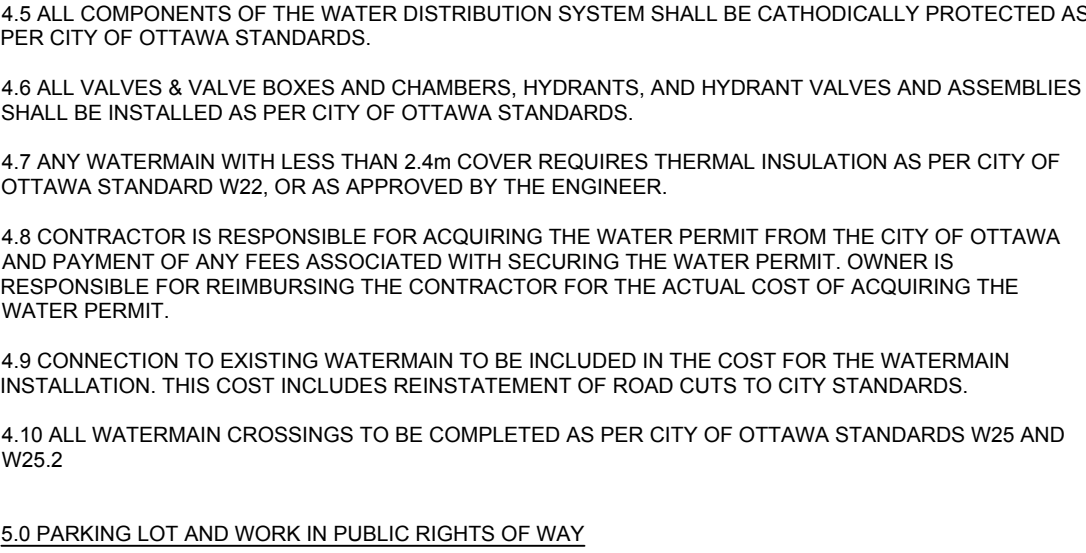 4.5 ALL COMPONENTS OF THE WATER DISTRIBUTION SYSTEM SHALL BE CATHODICALLY PROTECTED AS
PER CITY OF OTTAWA STANDARDS.
4.6 ALL VALVES & VALVE BOXES AND CHAMBERS, HYDRANTS, AND HYDRANT VALVES AND ASSEMBLIES
SHALL BE INSTALLED AS PER CITY OF OTTAWA STANDARDS.
4.7 ANY WATERMAIN WITH LESS THAN 2.4m COVER REQUIRES THERMAL INSULATION AS PER CITY OF
OTTAWA STANDARD W22, OR AS APPROVED BY THE ENGINEER.
4.8 CONTRACTOR IS RESPONSIBLE FOR ACQUIRING THE WATER PERMIT FROM THE CITY OF OTTAWA
AND PAYMENT OF ANY FEES ASSOCIATED WITH SECURING THE WATER PERMIT. OWNER IS
RESPONSIBLE FOR REIMBURSING THE CONTRACTOR FOR THE ACTUAL COST OF ACQUIRING THE
WATER PERMIT.
4.9 CONNECTION TO EXISTING WATERMAIN TO BE INCLUDED IN THE COST FOR THE WATERMAIN
INSTALLATION. THIS COST INCLUDES REINSTATEMENT OF ROAD CUTS TO CITY STANDARDS.
4.10 ALL WATERMAIN CROSSINGS TO BE COMPLETED AS PER CITY OF OTTAWA STANDARDS W25 AND
W25.2
5.0 PARKING LOT AND WORK IN PUBLIC RIGHTS OF WAY